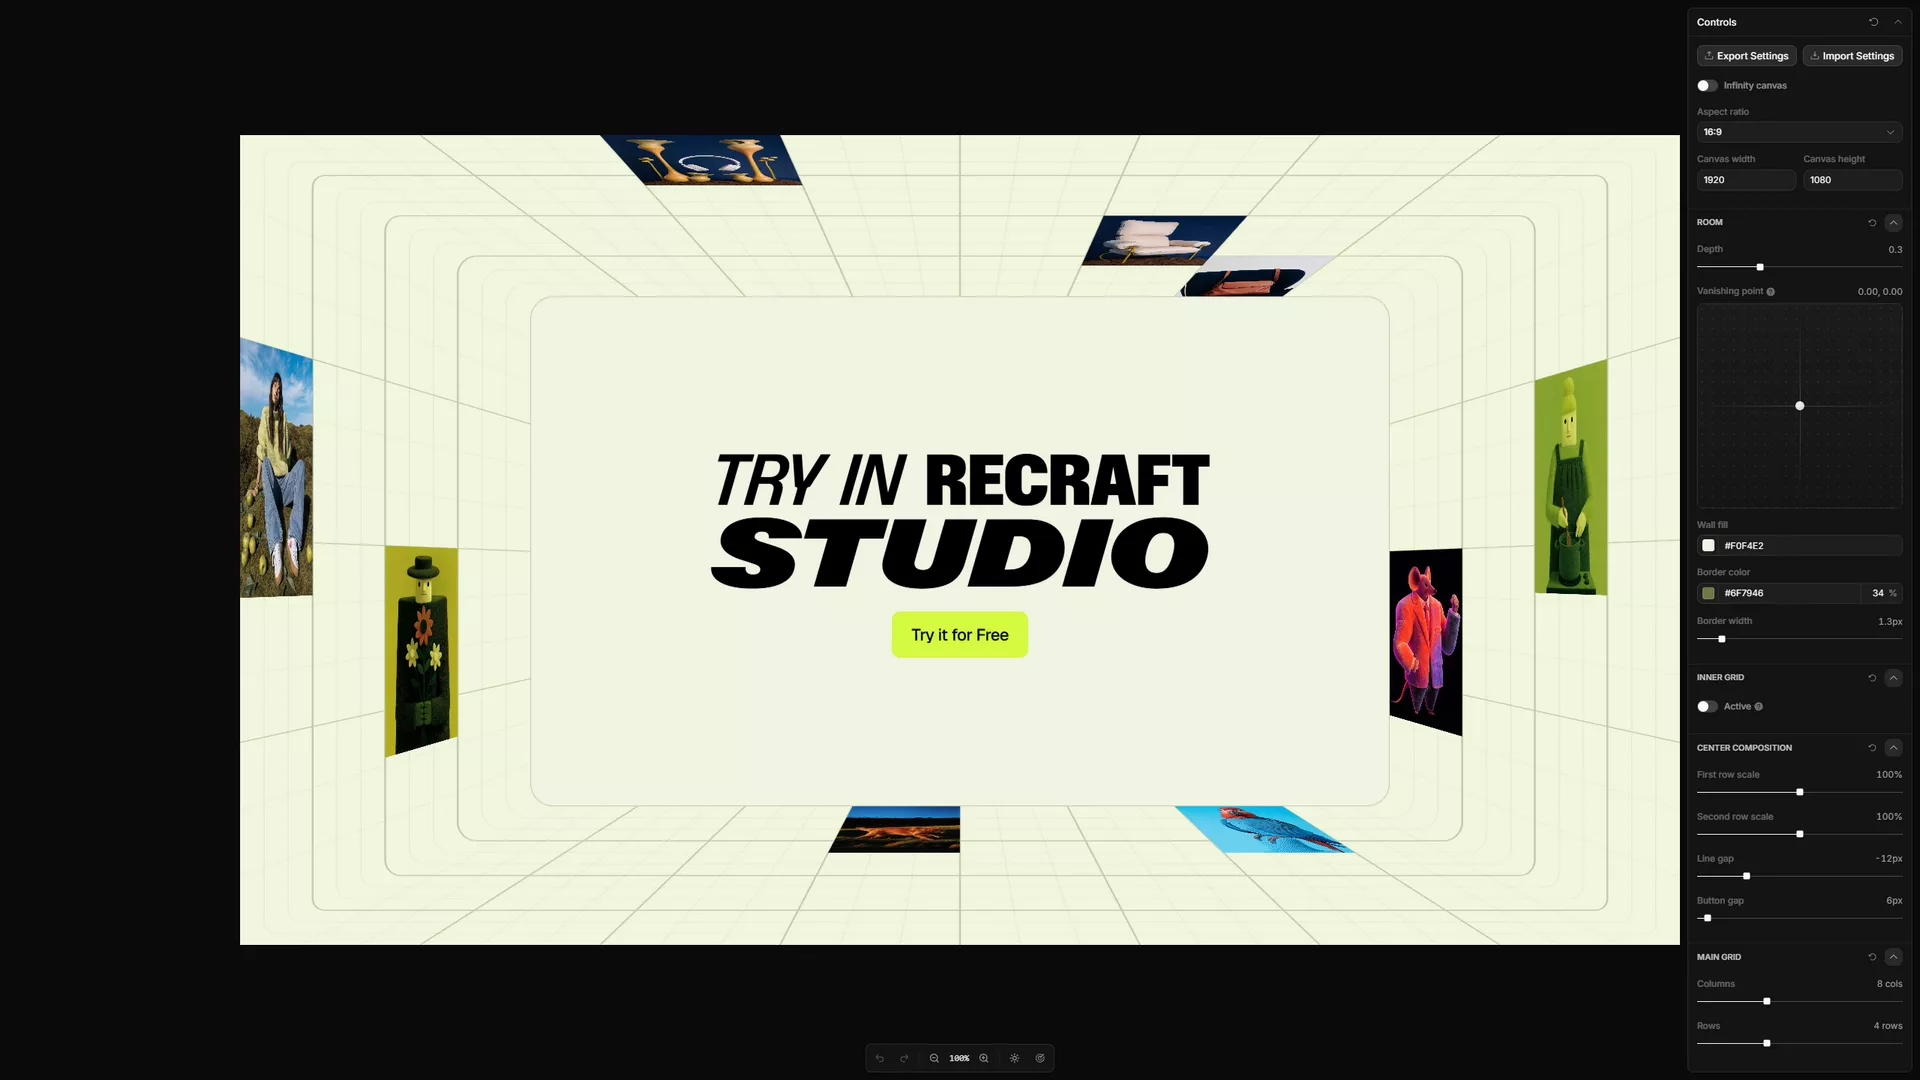 Controls
Export Settings
Import Settings
Infinity canvas
Aspect ratio
16:9
Canvas width
Canvas height
1920
1080
ROOM
Depth
0.3
Vanishing point
0.00, 0.00
Wall fill
#F0F4E2
Border color
#6F7946
34 %
Border width
1.3px
INNER GRID
Active
CENTER COMPOSITION
First row scale
100%
Second row scale
100%
Line gap
-12px
Button gap
6px
MAIN GRID
Columns
8 cols
Rows
4 rows
TRY IN RECRAFT
STUDIO
Try it for Free
100%